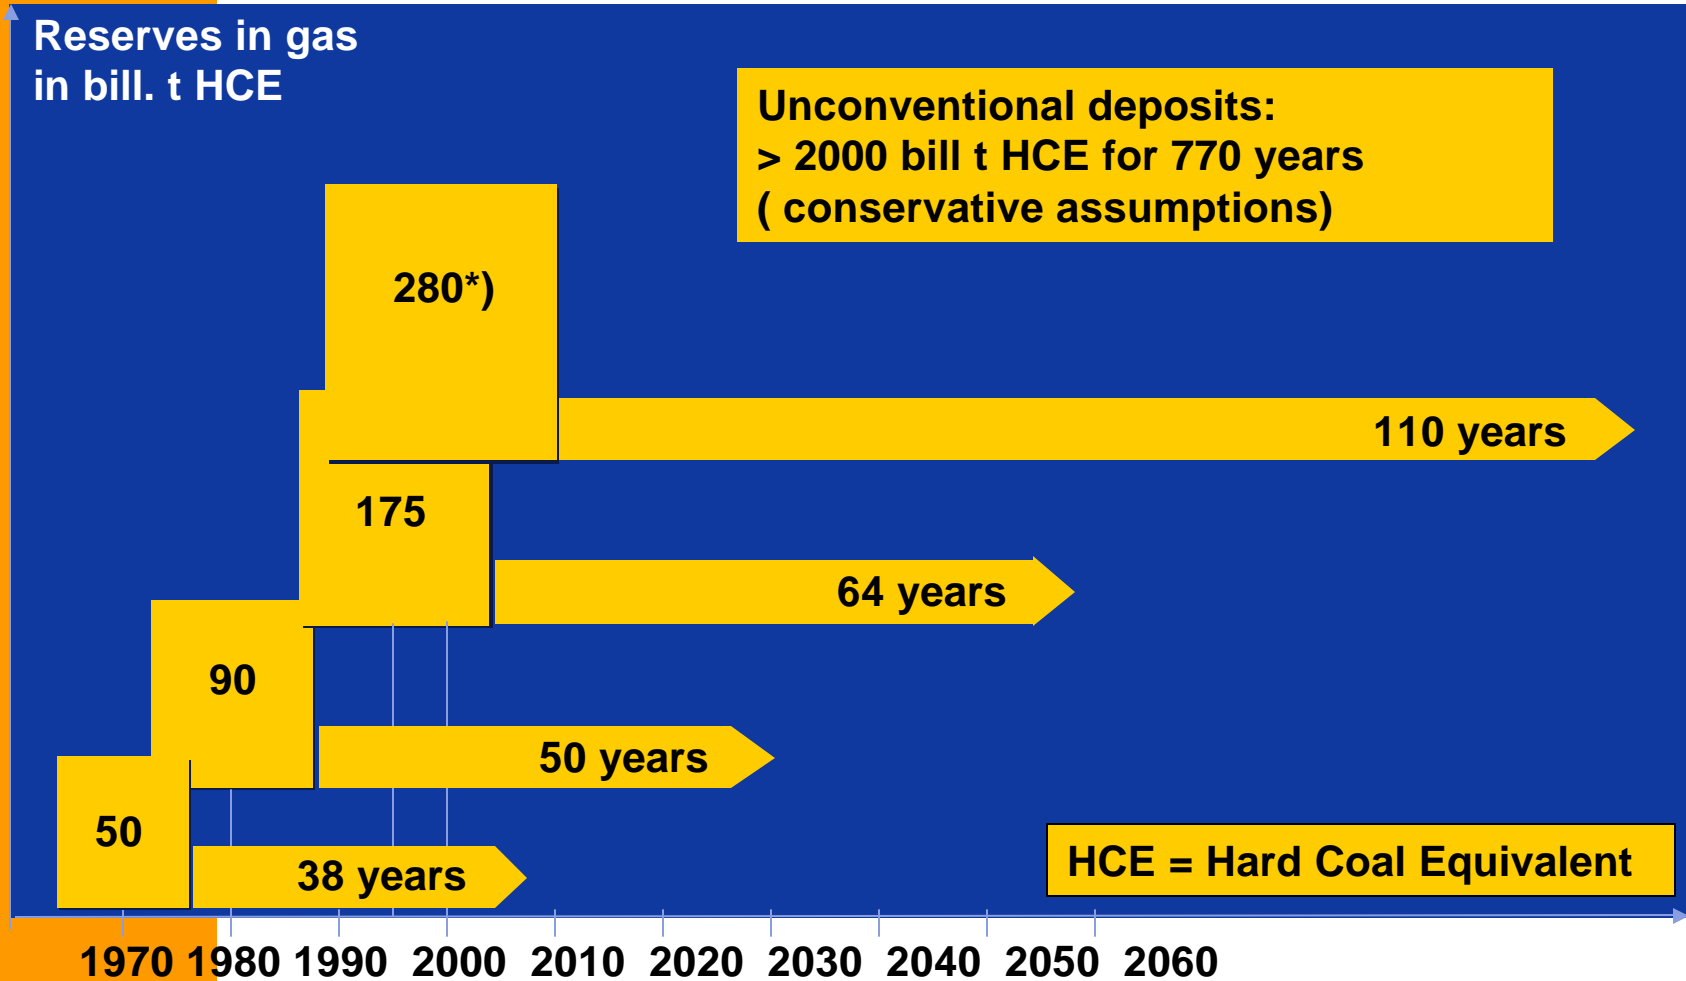 Reserves in gas
in bill. t HCE
Unconventional deposits:
> 2000 bill t HCE for 770 years
( conservative assumptions)
280*)
110 years
175
64 years
90
50 years
50
38 years
HCE = Hard Coal Equivalent
1970 1980 1990 2000 2010 2020 2030 2040 2050 2060